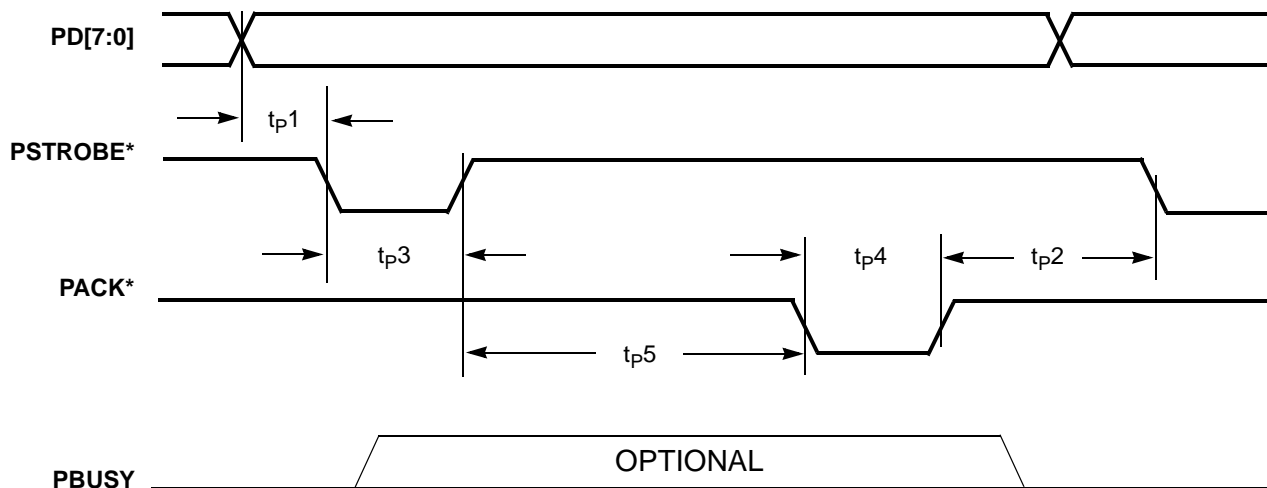 PD[7:0]
tP1
PSTROBE*
tP3
tP4
tP2
PACK*
tP5
OPTIONAL
PBUSY